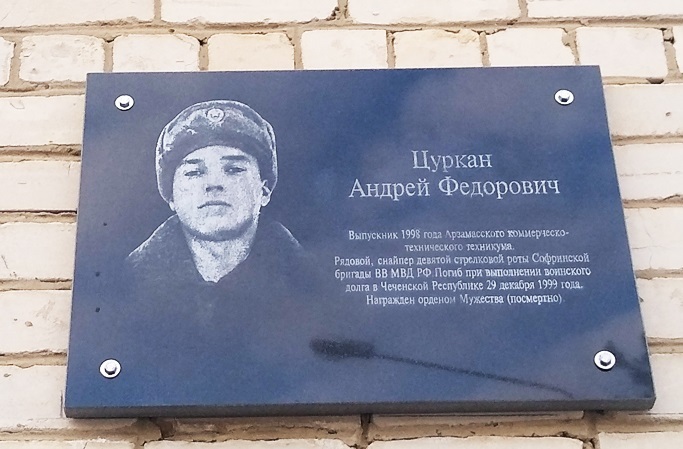 Цуркан
Андрей Федорович
Выпускник 1998 года Арзамасского коммерческо-
технического техникума.
Рядовой, снайпер девятой стрелковой роты Софринской
бригады ВВ МВД РФ.Погиб при выполнении воинского
долга в Чеченской Республике 29 декабря 1999 года.
Награжден орденом Мужества (посмертно)